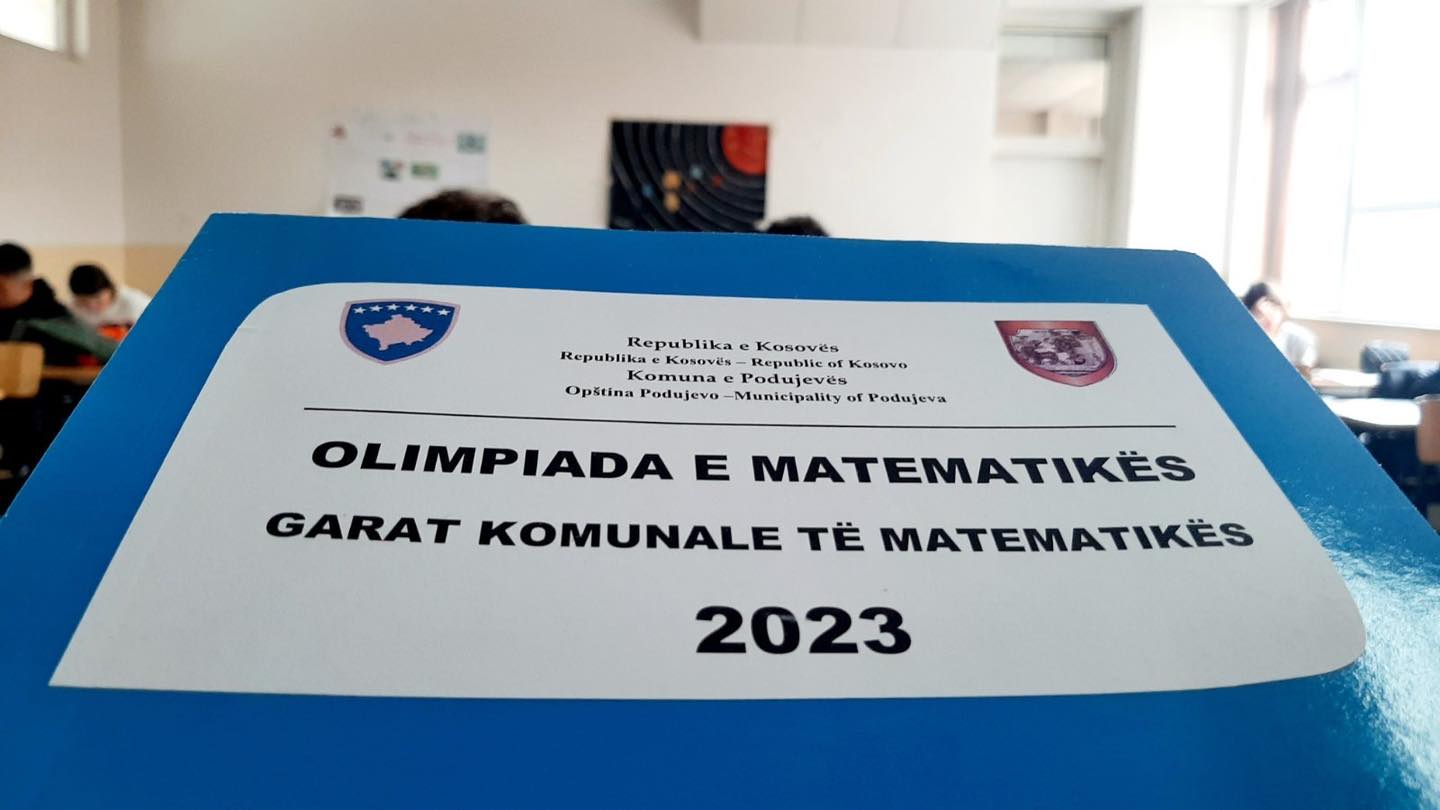 Republika e Kosovës
Republika e Kosovës – Republic of Kosovo
Komuna e Podujevës
Opština Podujevo –Municipality of Podujeva
OLIMPIADA E MATEMATIKËS
GARAT KOMUNALE TË MATEMATIKËS
2023